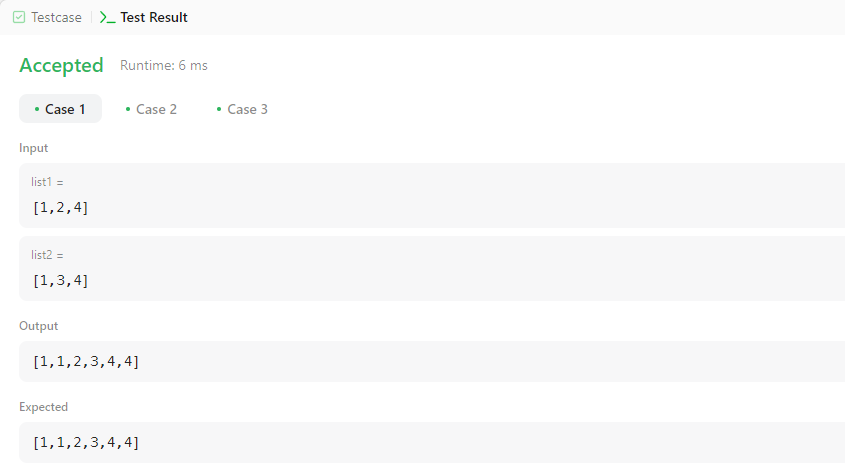 Testcase
Test Result
Accepted Runtime: 6 ms
Case 1 Case 2 Case 3
Input
list1 =
[1,2,4]
list2 =
[1,3,4]
Output
[1,1,2,3,4,4]
Expected
[1,1,2,3,4,4]